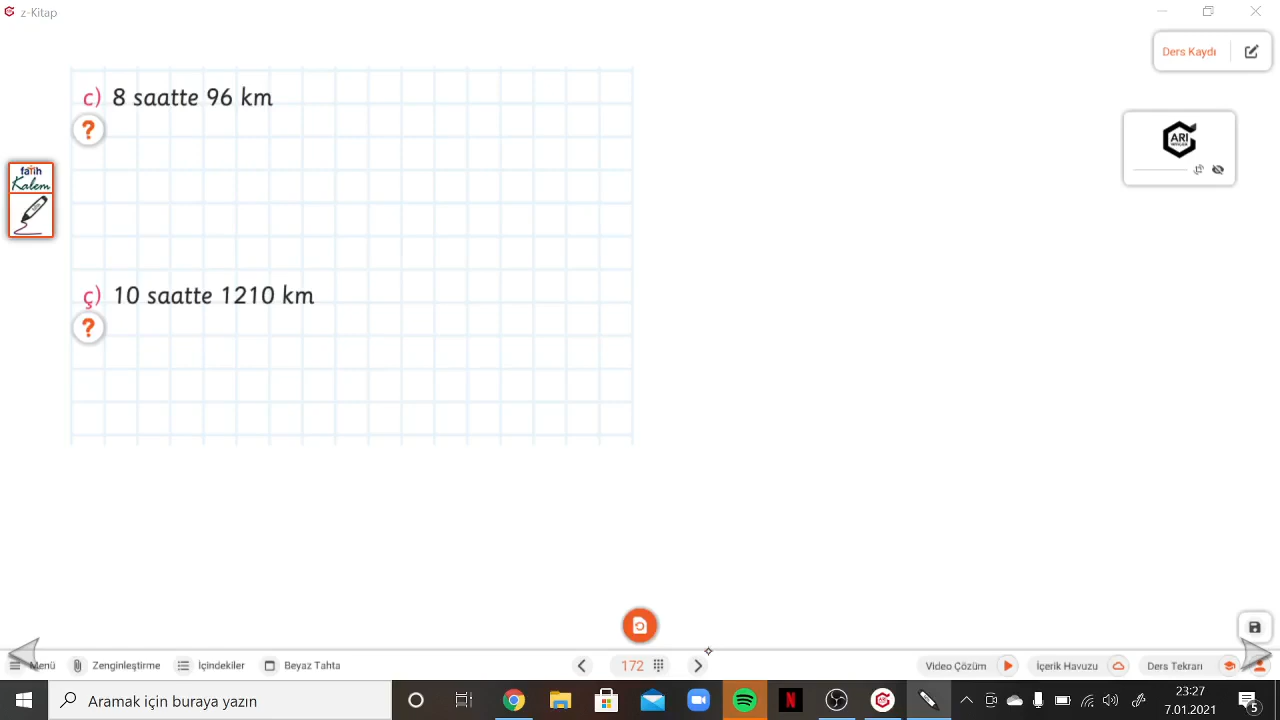 z-Kitap
Ders Kaydı
c) 8 saatte 96 km
?
ARI
fatih
Kalem
ç) 10 saatte 1210 km
?
Menü
Zenginleştirme
İçindekiler
Beyaz Tahta
172
Video Çözüm
İçerik Havuzu
Ders Tekrarı
Aramak için buraya yazın
23:27
7.01.2021
5